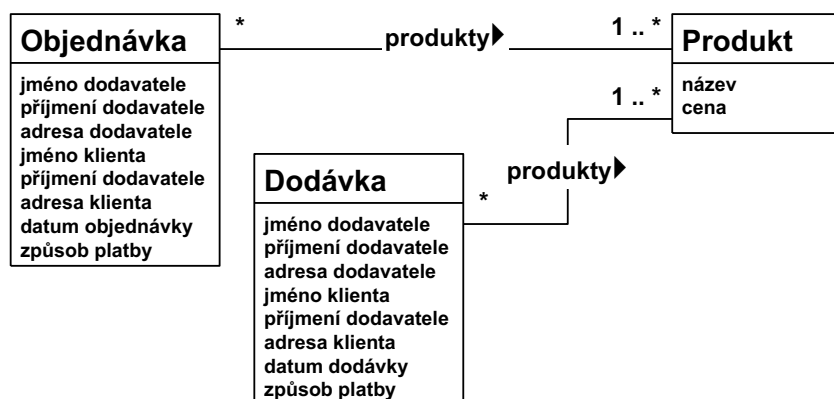 Objednávka
*
produkty
1 .. *
Produkt
jméno dodavatele
příjmení dodavatele
adresa dodavatele
jméno klienta
příjmení dodavatele
adresa klienta
datum objednávky
způsob platby
název
cena
1 .. *
produkty
*
Dodávka
jméno dodavatele
příjmení dodavatele
adresa dodavatele
jméno klienta
příjmení dodavatele
adresa klienta
datum dodávky
způsob platby